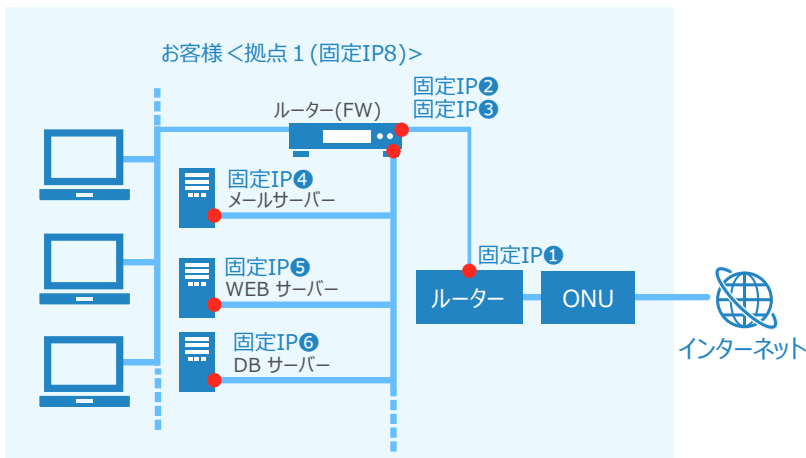 お客様＜拠点１(固定IP8)>
固定IP❷
固定IP❸
ルーター(FW)
固定IP❹
メールサーバー
固定IP❺
WEB サーバー
固定IP❻
DB サーバー
固定IP❶
ルーター
ONU
インターネット